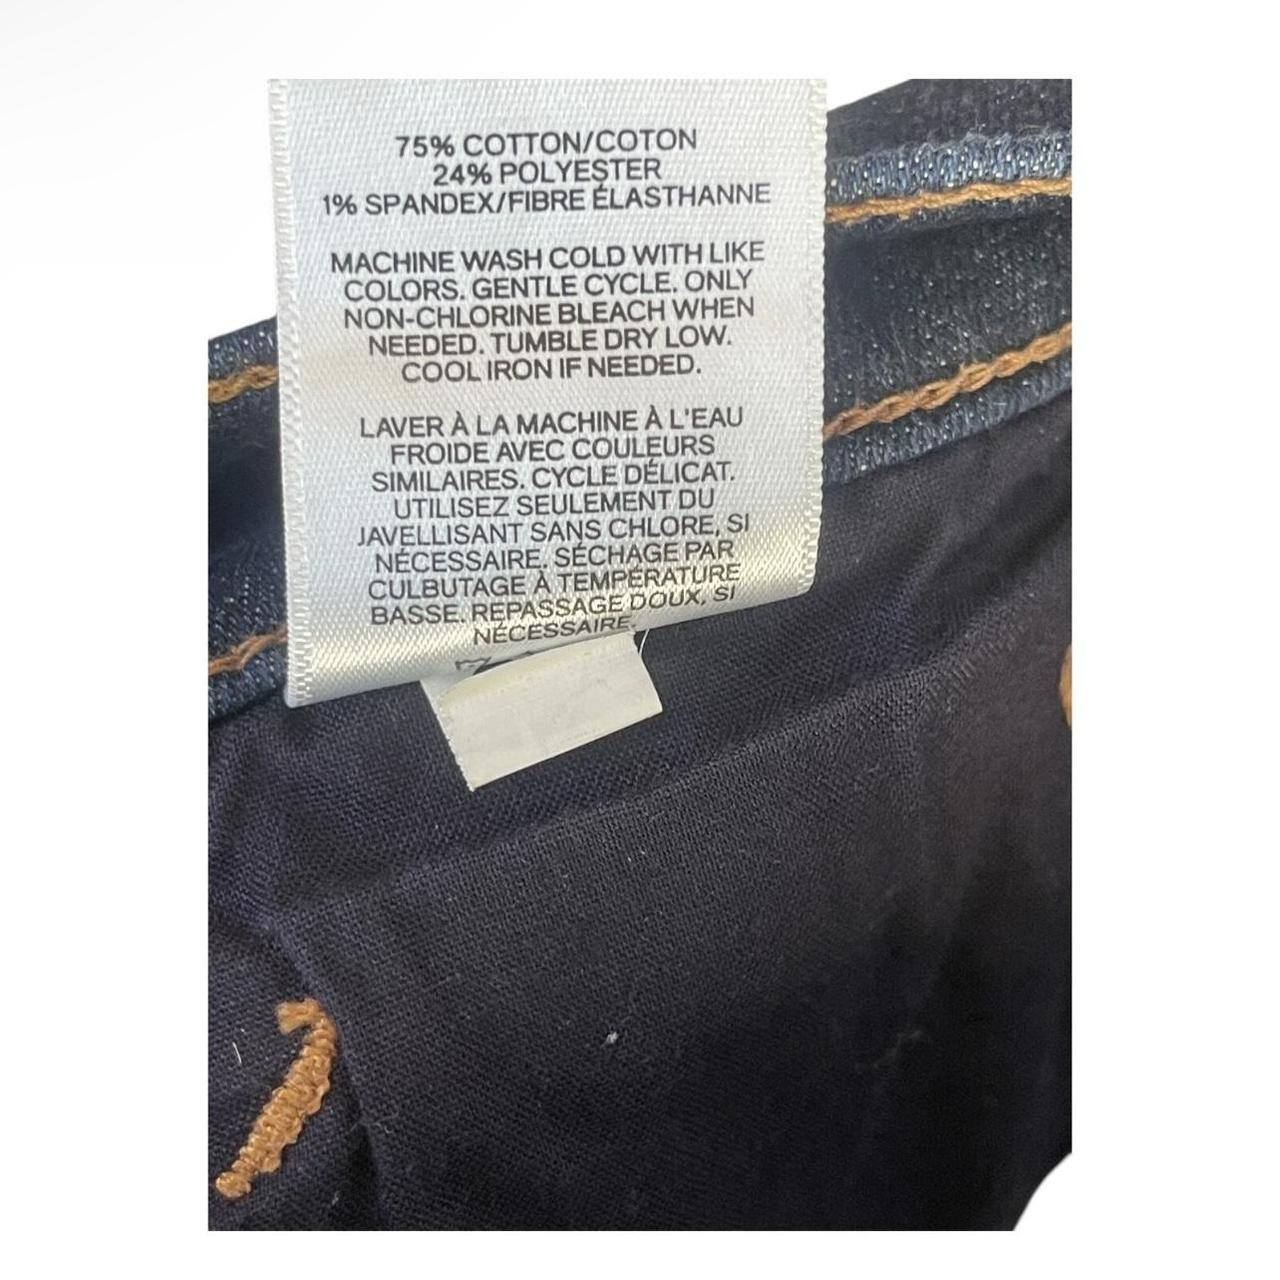 75% COTTON/COTON
24% POLYESTER
1% SPANDEX/FIBRE ÉLASTHANNE
MACHINE WASH COLD WITH LIKE
COLORS. GENTLE CYCLE. ONLY
NON-CHLORINE BLEACH WHEN
NEEDED. TUMBLE DRY LOW.
COOL IRON IF NEEDED.
LAVER À LA MACHINE À L'EAU
FROIDE AVEC COULEURS
SIMILAIRES. CYCLE DÉLICAT.
UTILISEZ SEULEMENT DU
JAVELLISANT SANS CHLORE, SI
NÉCESSAIRE. SÉCHAGE PAR
CULBUTAGE À TEMPÉRATURE
BASSE. REPASSAGE DOUX, SI
NÉCESSAIRE.